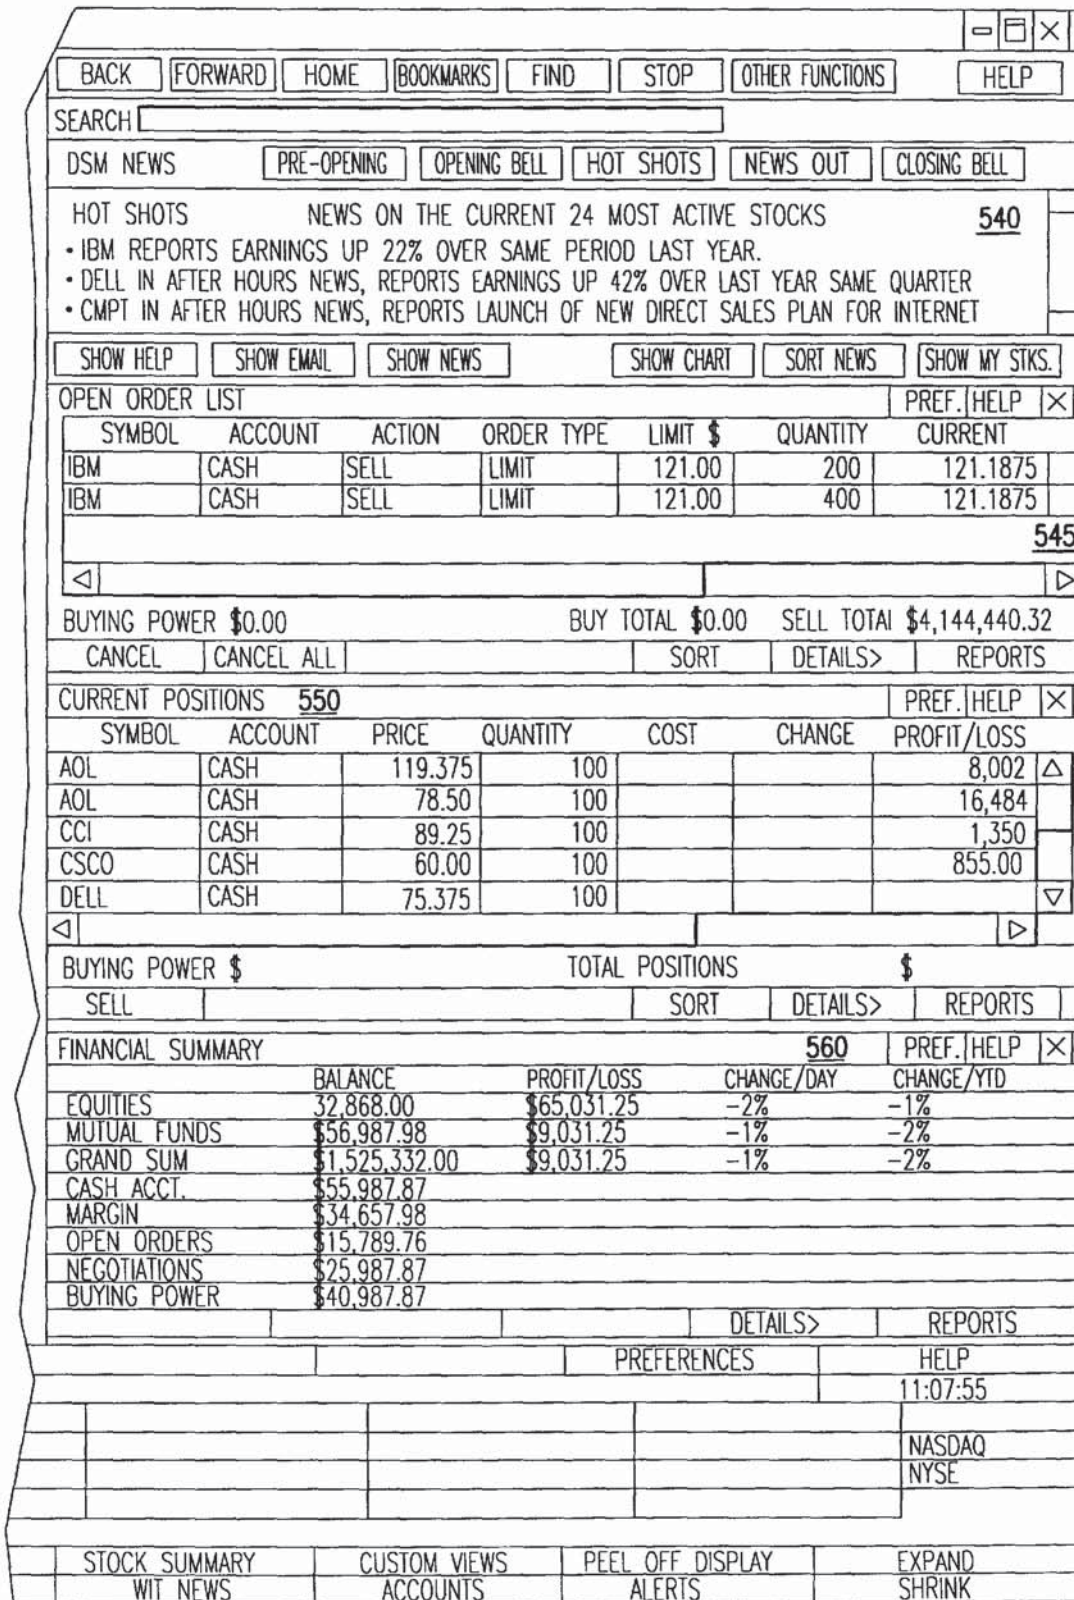 BACK FORWARD HOME BOOKMARKS FIND STOP OTHER FUNCTIONS HELP
SEARCH
DSM NEWS PRE-OPENING OPENING BELL HOT SHOTS NEWS OUT CLOSING BELL
HOT SHOTS NEWS ON THE CURRENT 24 MOST ACTIVE STOCKS 540
• IBM REPORTS EARNINGS UP 22% OVER SAME PERIOD LAST YEAR.
• DELL IN AFTER HOURS NEWS, REPORTS EARNINGS UP 42% OVER LAST YEAR SAME QUARTER
• CMPT IN AFTER HOURS NEWS, REPORTS LAUNCH OF NEW DIRECT SALES PLAN FOR INTERNET
SHOW HELP SHOW EMAIL SHOW NEWS SHOW CHART SORT NEWS SHOW MY STKS.
OPEN ORDER LIST PREF. HELP X
SYMBOL ACCOUNT ACTION ORDER TYPE LIMIT $ QUANTITY CURRENT
IBM CASH SELL LIMIT 121.00 200 121.1875
IBM CASH SELL LIMIT 121.00 400 121.1875
545
BUYING POWER $0.00 BUY TOTAL $0.00 SELL TOTAl $4,144,440.32
CANCEL CANCEL ALL SORT DETAILS> REPORTS
CURRENT POSITIONS 550 PREF. HELP X
SYMBOL ACCOUNT PRICE QUANTITY COST CHANGE PROFIT/LOSS
AOL CASH 119.375 100 8,002
AOL CASH 78.50 100 16,484
CCI CASH 89.25 100 1,350
CSCO CASH 60.00 100 855.00
DELL CASH 75.375 100
BUYING POWER $ TOTAL POSITIONS $
SELL SORT DETAILS> REPORTS
FINANCIAL SUMMARY 560 PREF. HELP X
BALANCE PROFIT/LOSS CHANGE/DAY CHANGE/YTD
EQUITIES 32,868.00 $65,031.25 -2% -1%
MUTUAL FUNDS $56,987.98 $9,031.25 -1% -2%
GRAND SUM $1,525,332.00 $9,031.25 -1% -2%
CASH ACCT. $55,987.87
MARGIN $34,657.98
OPEN ORDERS $15,789.76
NEGOTIATIONS $25,987.87
BUYING POWER $40,987.87
DETAILS> REPORTS
PREFERENCES HELP
11:07:55
NASDAQ
NYSE
STOCK SUMMARY CUSTOM VIEWS PEEL OFF DISPLAY EXPAND
WIT NEWS ACCOUNTS ALERTS SHRINK